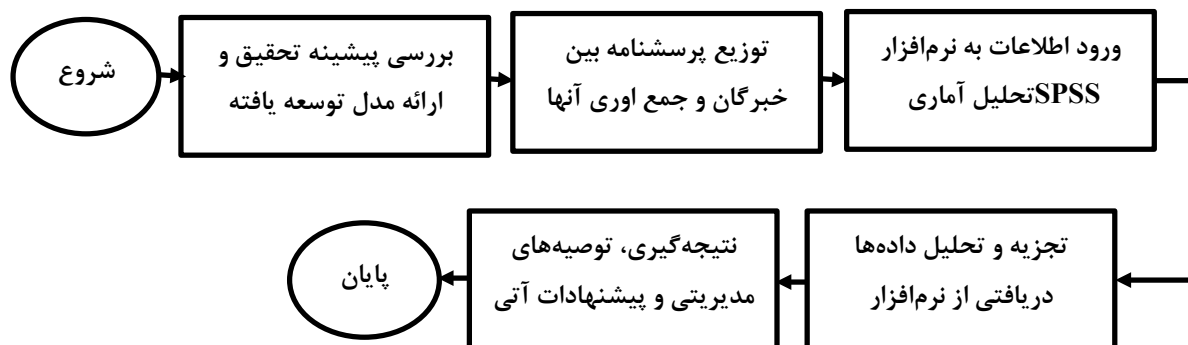 شروع
بررسی پیشینه تحقیق و
ارائه مدل توسعه یافته
توزیع پرسشنامه بین
خبرگان و جمع اوری آنها
ورود اطلاعات به نرم‌افزار
SPSSتحلیل آماری
تجزیه و تحلیل داده‌ها
دریافتی از نرم‌افزار
نتیجه‌گیری، توصیه‌های
مدیریتی و پیشنهادات آتی
پایان